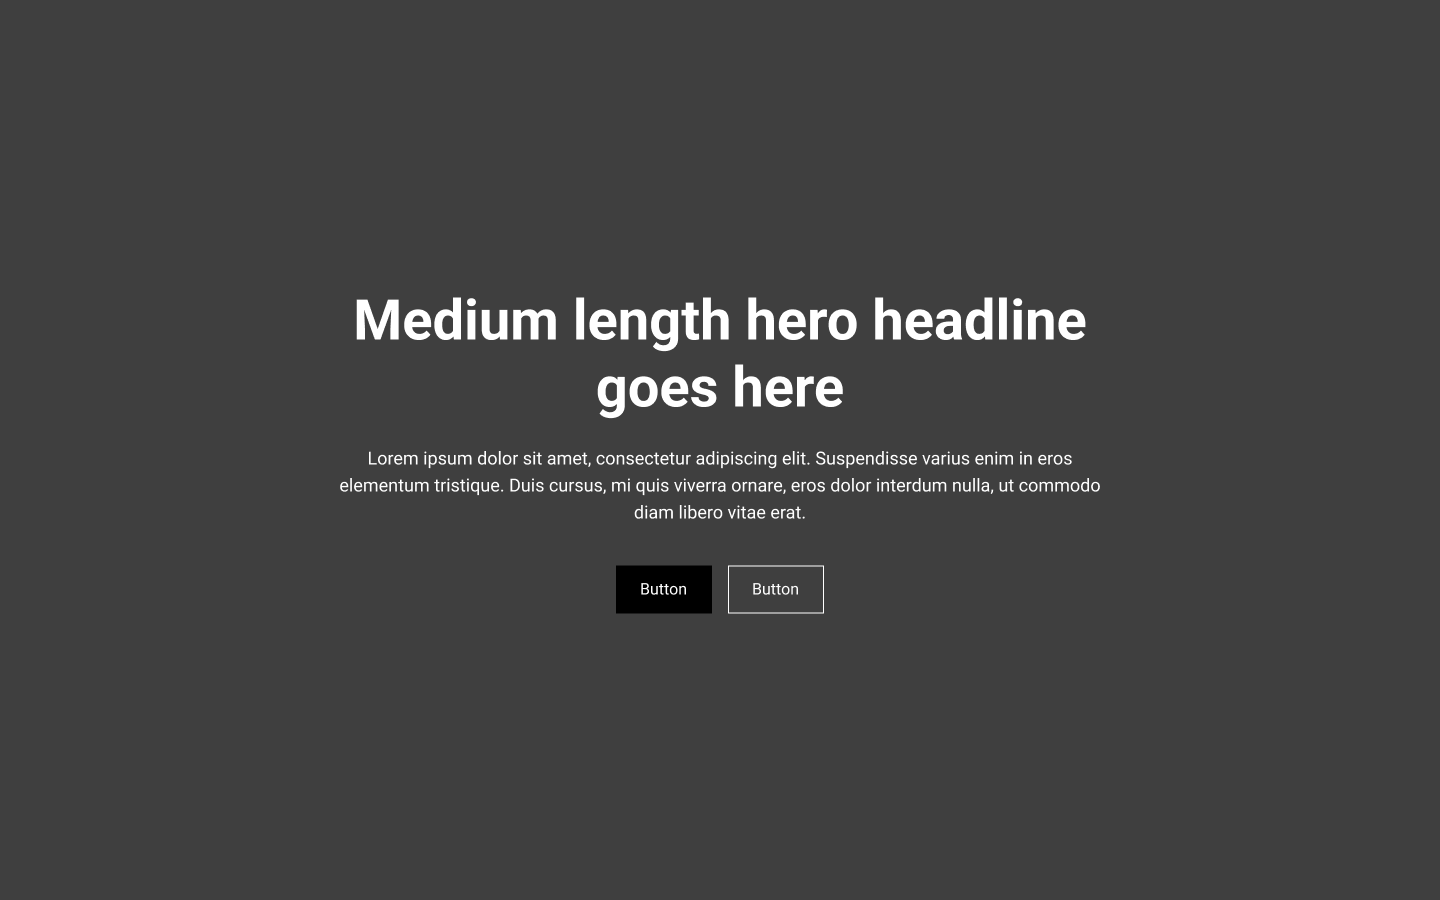 Medium length hero headline
goes here
Lorem ipsum dolor sit amet, consectetur adipiscing elit. Suspendisse varius enim in eros
elementum tristique. Duis cursus, mi quis viverra ornare, eros dolor interdum nulla, ut commodo
diam libero vitae erat.
Button Button